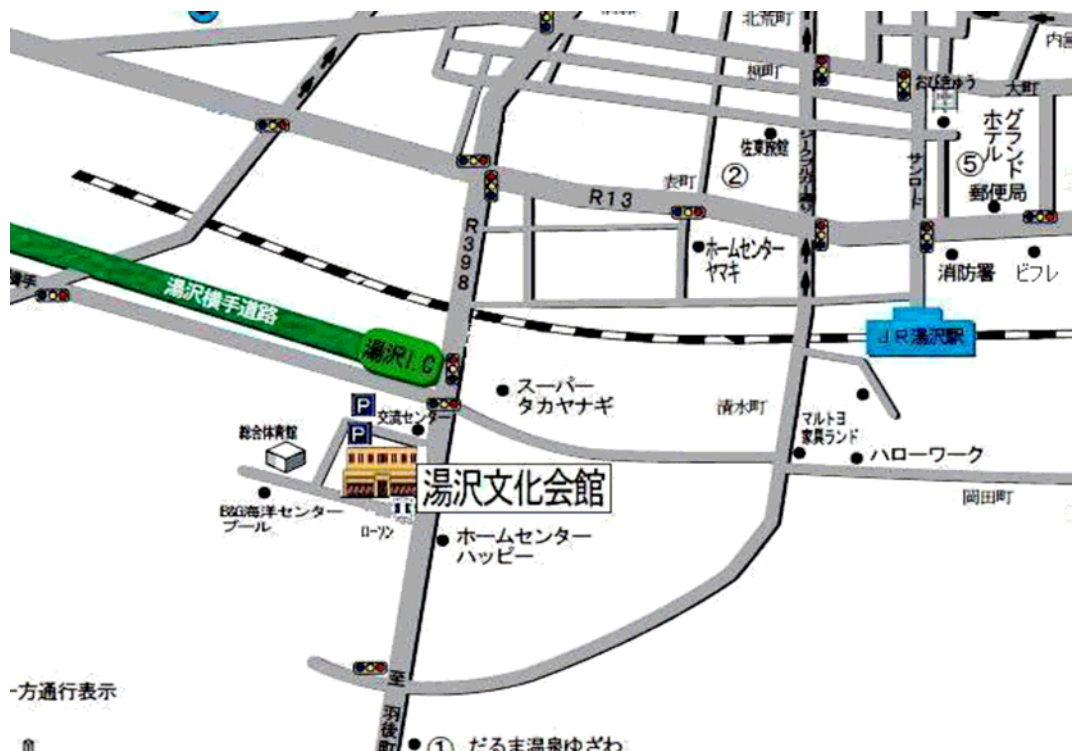 北荒町
柳町
おびきゅう
大町
グランド
ホテル
佐東旅館
②
⑤
郵便局
表町
サンロード
R13
R398
ホームセンター
ヤマキ
消防署
ビフレ
湯沢横手道路
湯沢I.C
JR湯沢駅
スーパー
タカヤナギ
清水町
交流センター
P
P
総合体育館
マルトヨ
家具ランド
ハローワーク
湯沢文化会館
岡田町
B&G海洋センター
プール
ローソン
ホームセンター
ハッピー
至
羽後町
一方通行表示
① だるま温泉ゆざわ